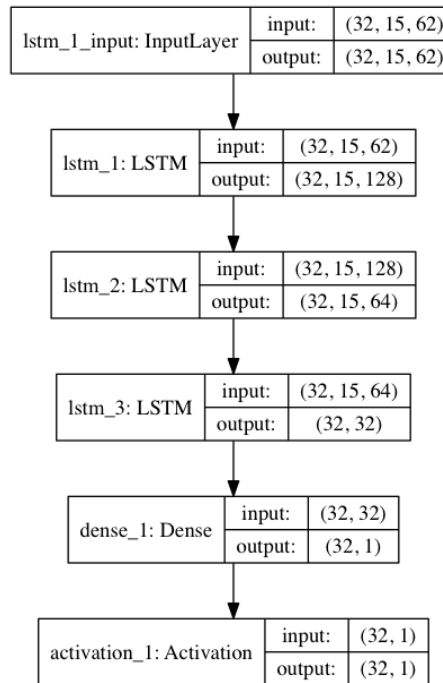 lstm_1_input: InputLayer
input: (32, 15, 62)
output: (32, 15, 62)
lstm_1: LSTM
input: (32, 15, 62)
output: (32, 15, 128)
lstm_2: LSTM
input: (32, 15, 128)
output: (32, 15, 64)
lstm_3: LSTM
input: (32, 15, 64)
output: (32, 32)
dense_1: Dense
input: (32, 32)
output: (32, 1)
activation_1: Activation
input: (32, 1)
output: (32, 1)